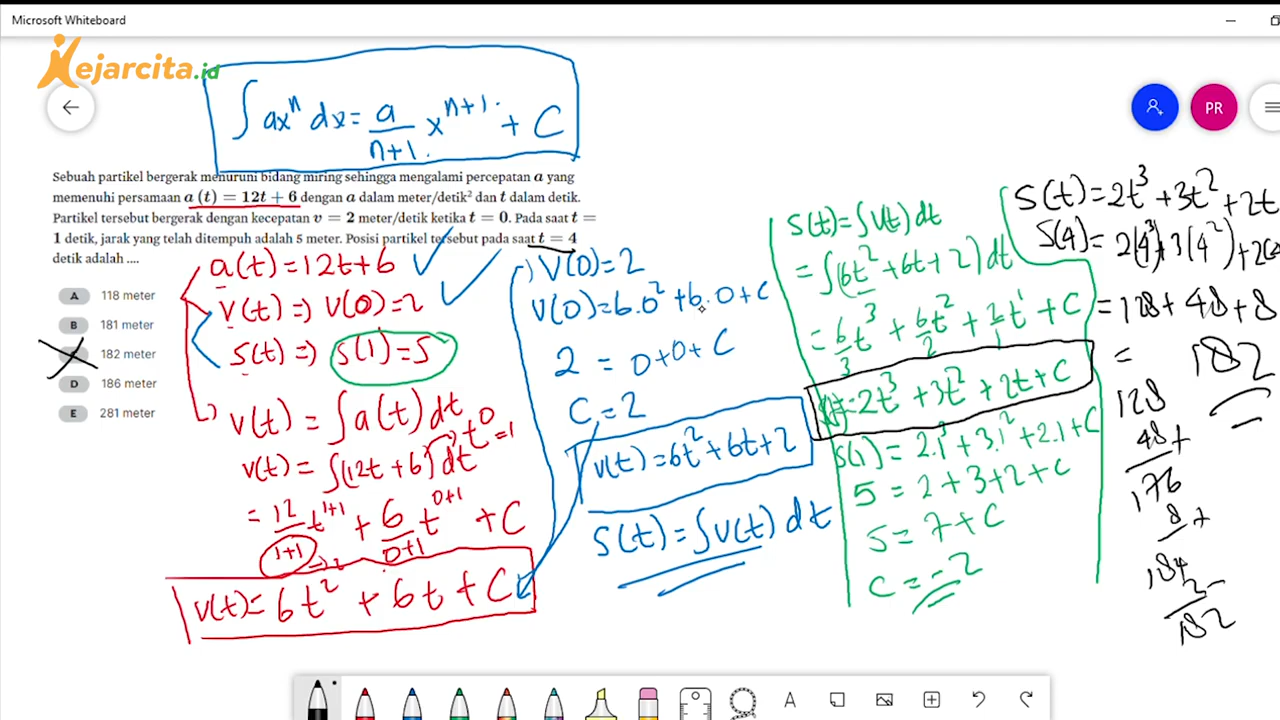 Microsoft Whiteboard
Kejarcita.id
PR
∫ axⁿ dx = a/(n+1) xⁿ⁺¹ + C
Sebuah partikel bergerak menuruni bidang miring sehingga mengalami percepatan a yang
memenuhi persamaan a (t) = 12t + 6 dengan a dalam meter/detik² dan t dalam detik.
Partikel tersebut bergerak dengan kecepatan v = 2 meter/detik ketika t = 0. Pada saat t =
1 detik, jarak yang telah ditempuh adalah 5 meter. Posisi partikel tersebut pada saat t = 4
detik adalah ....
A 118 meter
B 181 meter
182 meter
D 186 meter
E 281 meter
a(t) = 12t + 6
v(t) => v(0) = 2
s(t) => s(1) = 5
v(t) = ∫ a(t) dt
t⁰ = 1
v(t) = ∫(12t + 6) dt
= 12/(1+1) t¹⁺¹ + 6/(0+1) t⁰⁺¹ + C
v(t) = 6t² + 6t + C
v(0) = 2
v(0) = 6.0² + 6.0 + C
2 = 0 + 0 + C
C = 2
v(t) = 6t² + 6t + 2
s(t) = ∫ v(t) dt
s(t) = ∫ v(t) dt
= ∫(6t² + 6t + 2) dt
= 6/3 t³ + 6/2 t² + 2/1 t¹ + C
s(t) = 2t³ + 3t² + 2t + C
s(1) = 2.1³ + 3.1² + 2.1 + C
5 = 2 + 3 + 2 + C
5 = 7 + C
C = -2
s(t) = 2t³ + 3t² + 2t
s(4) = 2(4³) + 3(4²) + 2(4
= 128 + 48 + 8
= 182
128
48 +
176
8 +
184
2 -
182
A